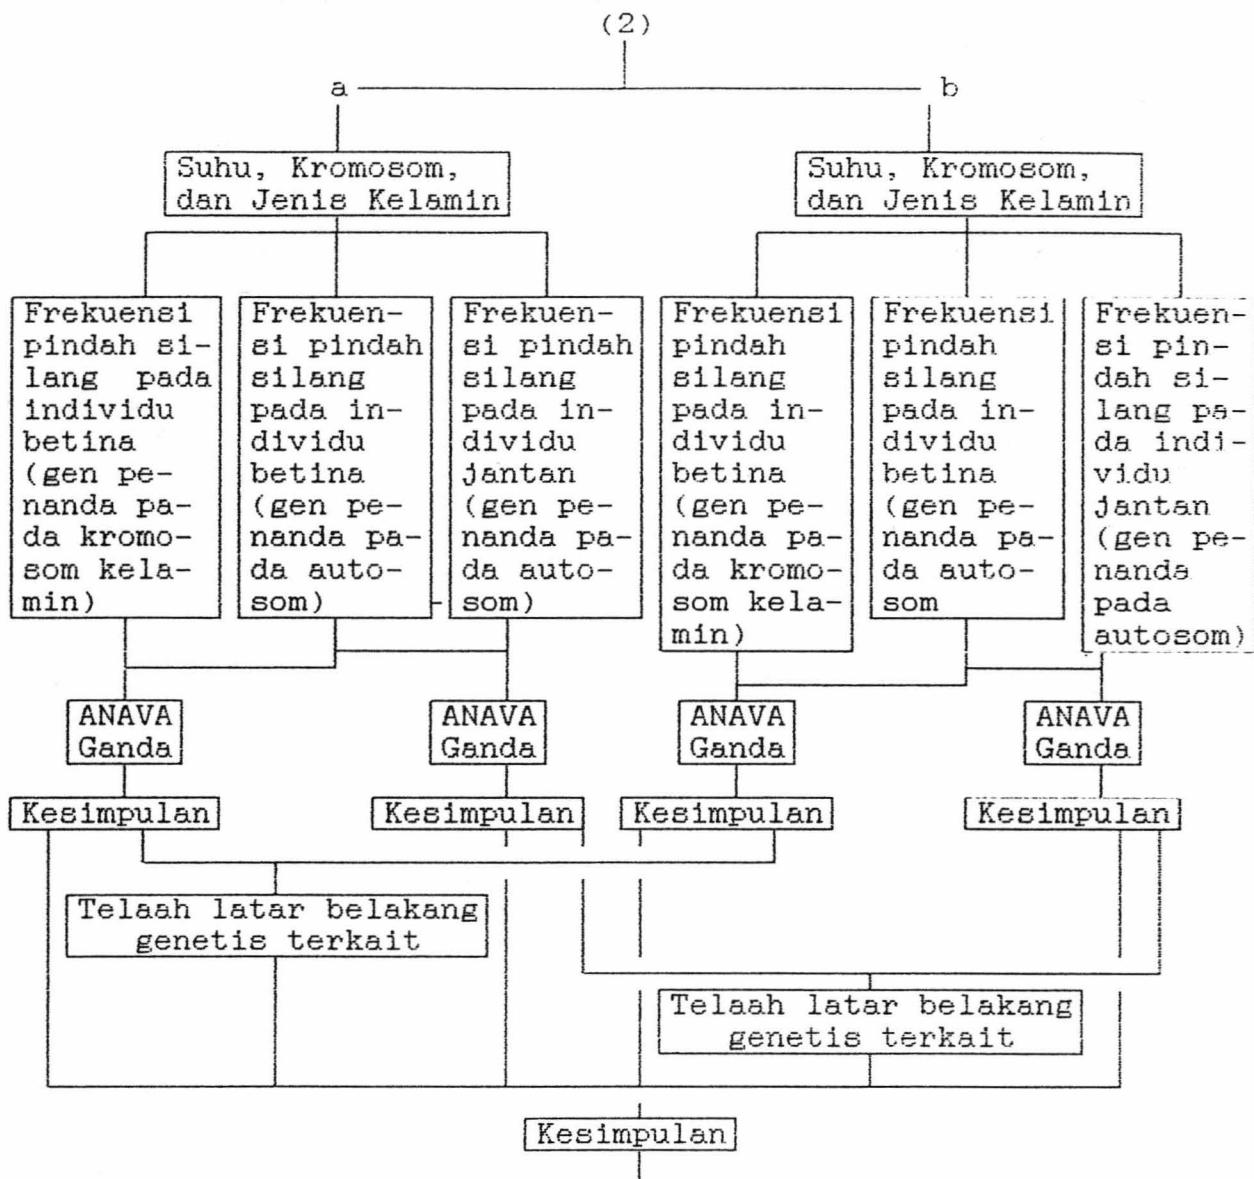 (2)
a
b
Suhu, Kromosom,
dan Jenis Kelamin
Suhu, Kromosom,
dan Jenis Kelamin
Frekuensi
pindah si-
lang pada
individu
betina
(gen pe-
nanda pa-
da kromo-
som kela-
min)
Frekuen-
si pindah
silang
pada in-
dividu
betina
(gen pe-
nanda pa-
da auto-
som)
Frekuen-
si pindah
silang
pada in-
dividu
jantan
(gen pe-
nanda pa-
da auto-
som)
Frekuensi
pindah
silang
pada in-
dividu
betina
(gen pe-
nanda pa-
da kromo-
som kela-
min)
Frekuensi
pindah
silang
pada in-
dividu
betina
(gen pe-
nanda pa-
da auto-
som
Frekuen-
si pin-
dah si-
lang pa-
da indi-
vidu
jantan
(gen pe-
nanda
pada
autosom)
ANAVA
Ganda
ANAVA
Ganda
ANAVA
Ganda
ANAVA
Ganda
Kesimpulan
Kesimpulan
Kesimpulan
Kesimpulan
Telaah latar belakang
genetis terkait
Telaah latar belakang
genetis terkait
Kesimpulan